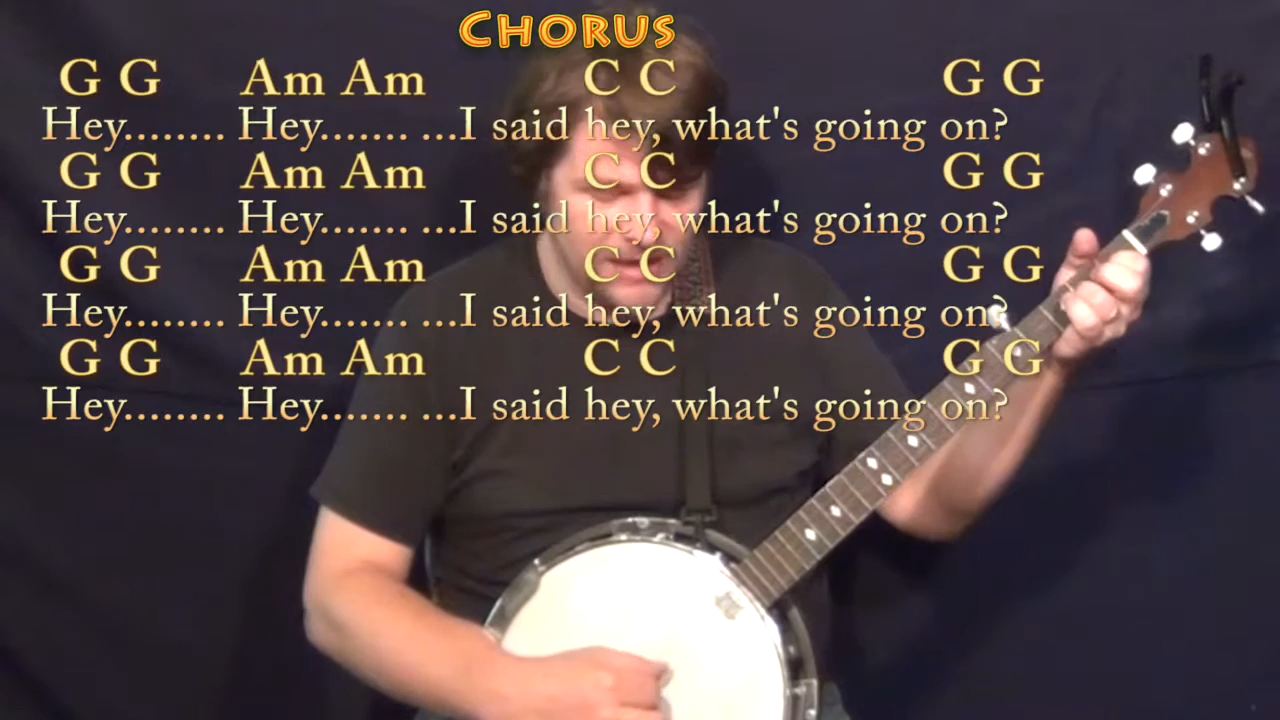 CHORUS
G G Am Am C C G G
Hey........ Hey....... ...I said hey, what's going on?
G G Am Am C C G G
Hey........ Hey....... ...I said hey, what's going on?
G G Am Am C C G G
Hey........ Hey....... ...I said hey, what's going on?
G G Am Am C C G G
Hey........ Hey....... ...I said hey, what's going on?